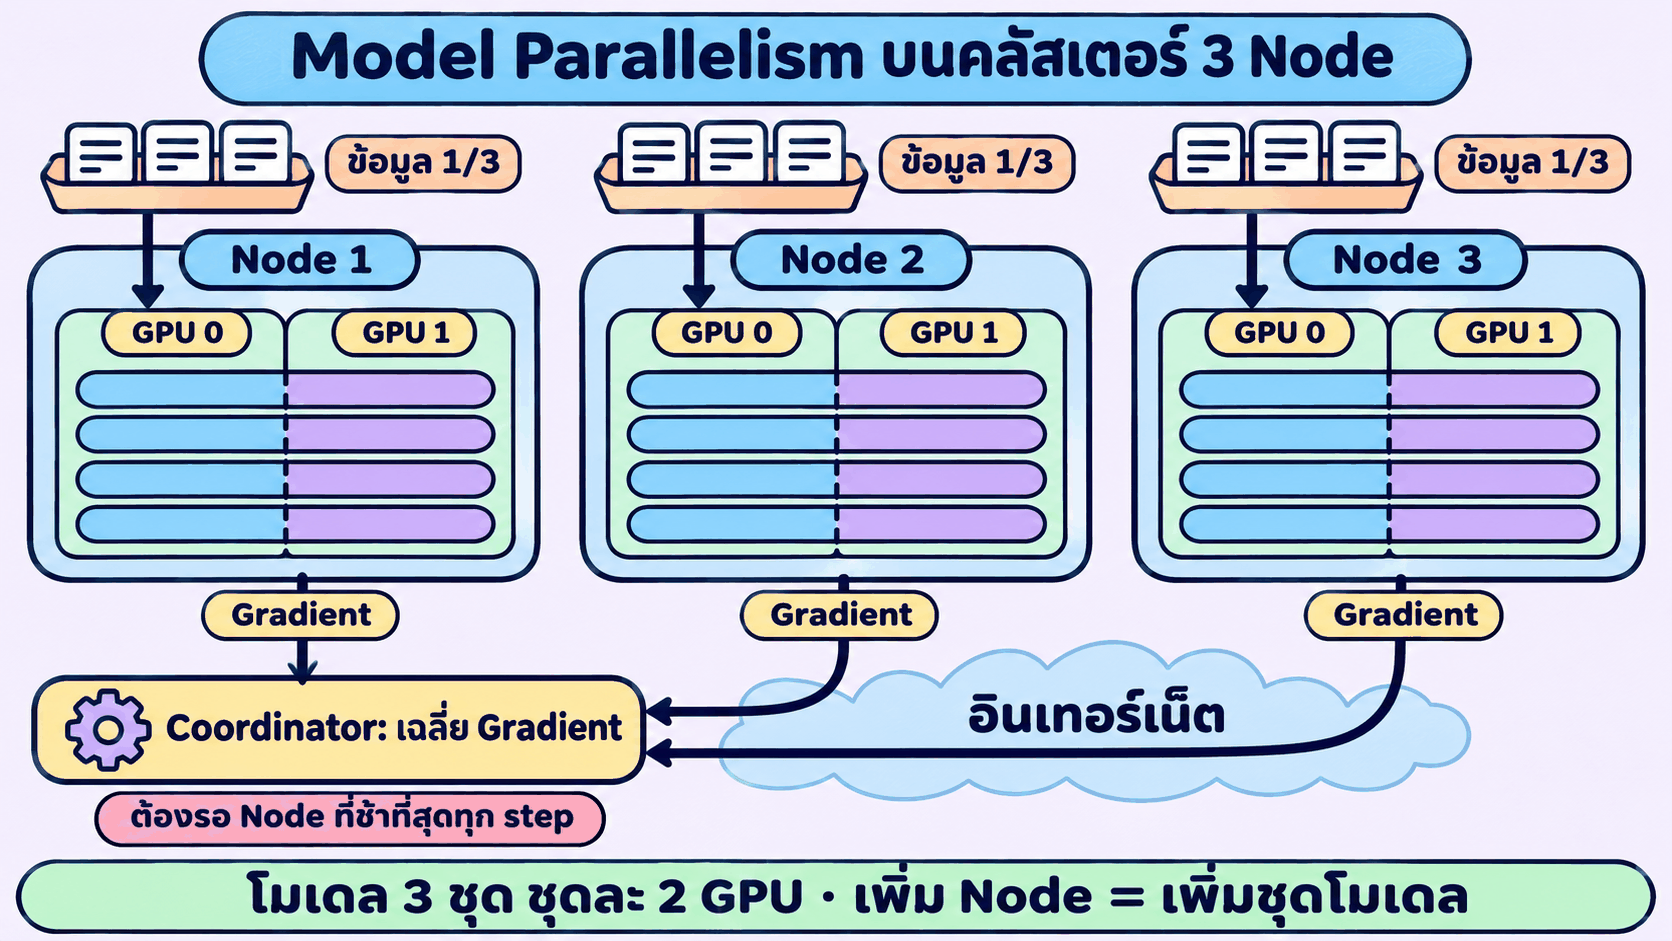 Model Parallelism บนคลัสเตอร์ 3 Node
ข้อมูล 1/3
ข้อมูล 1/3
ข้อมูล 1/3
Node 1
Node 2
Node 3
GPU 0
GPU 1
GPU 0
GPU 1
GPU 0
GPU 1
Gradient
Gradient
Gradient
อินเทอร์เน็ต
Coordinator: เฉลี่ย Gradient
ต้องรอ Node ที่ช้าที่สุดทุก step
โมเดล 3 ชุด ชุดละ 2 GPU · เพิ่ม Node = เพิ่มชุดโมเดล